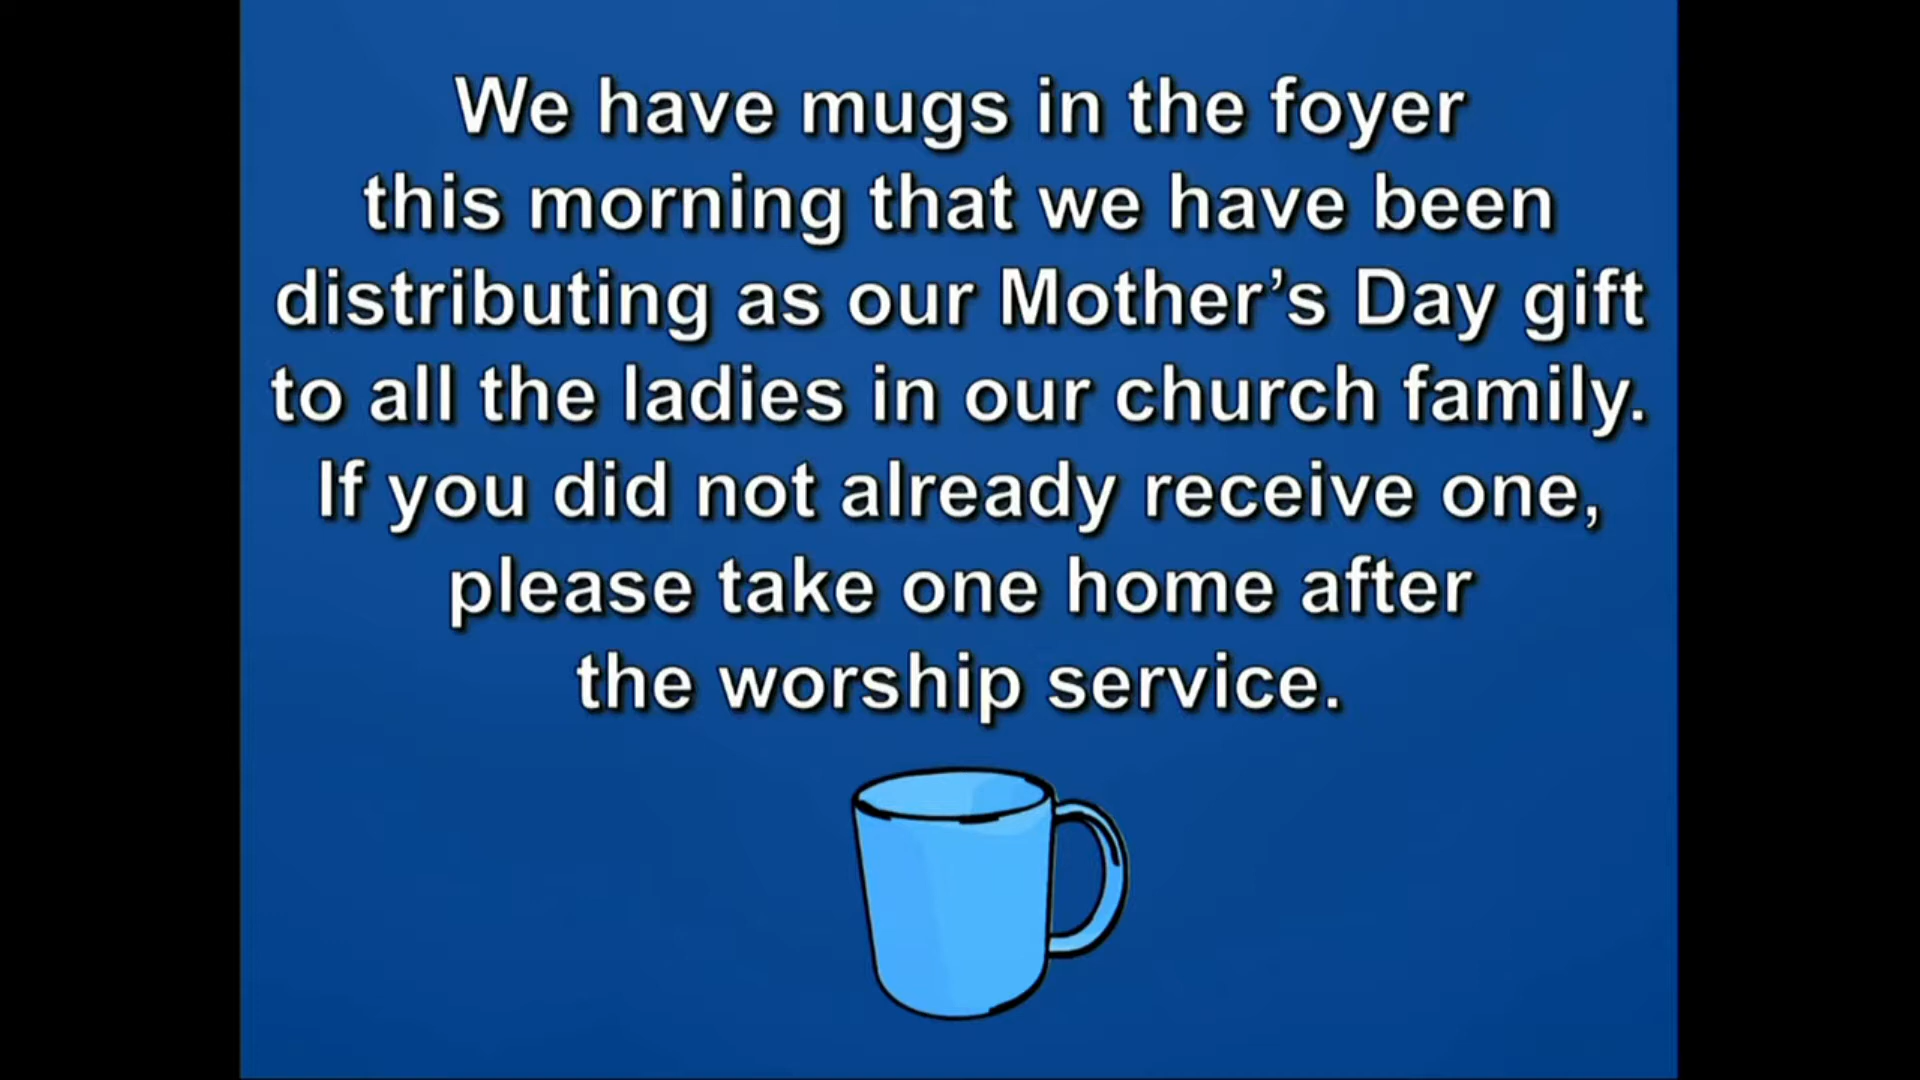 We have mugs in the foyer
this morning that we have been
distributing as our Mother’s Day gift
to all the ladies in our church family.
If you did not already receive one,
please take one home after
the worship service.